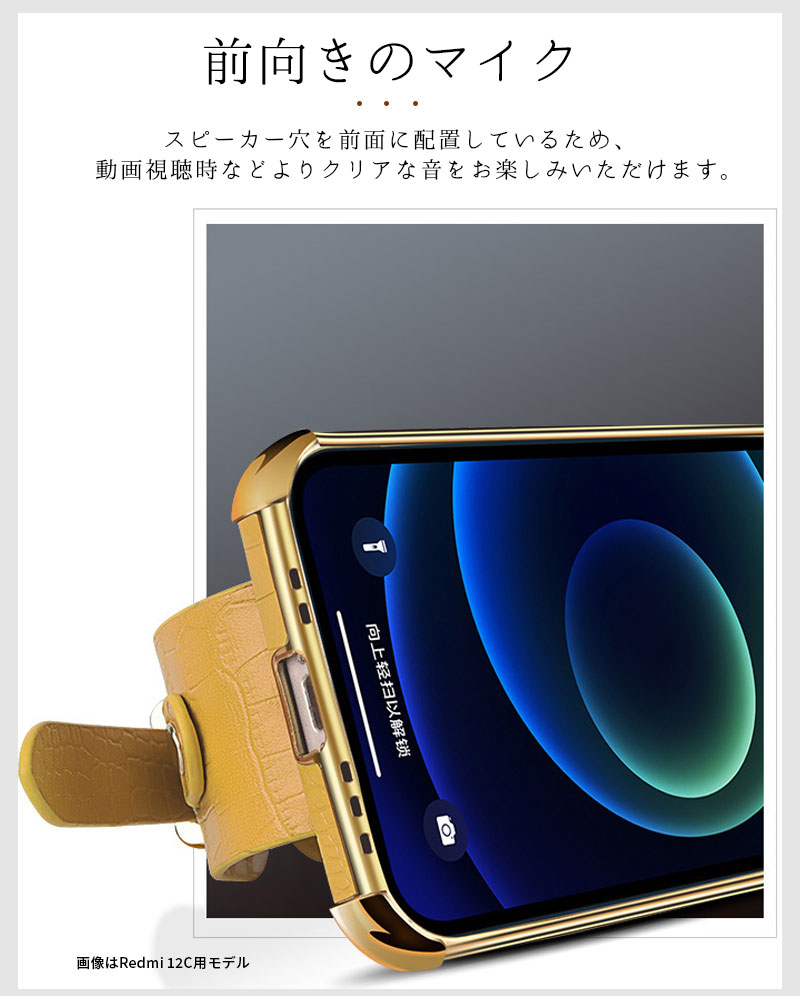 前向きのマイク
スピーカー穴を前面に配置しているため、
動画視聴時などよりクリアな音をお楽しみいただけます。
向上轻扫以解锁
画像はRedmi 12C用モデル